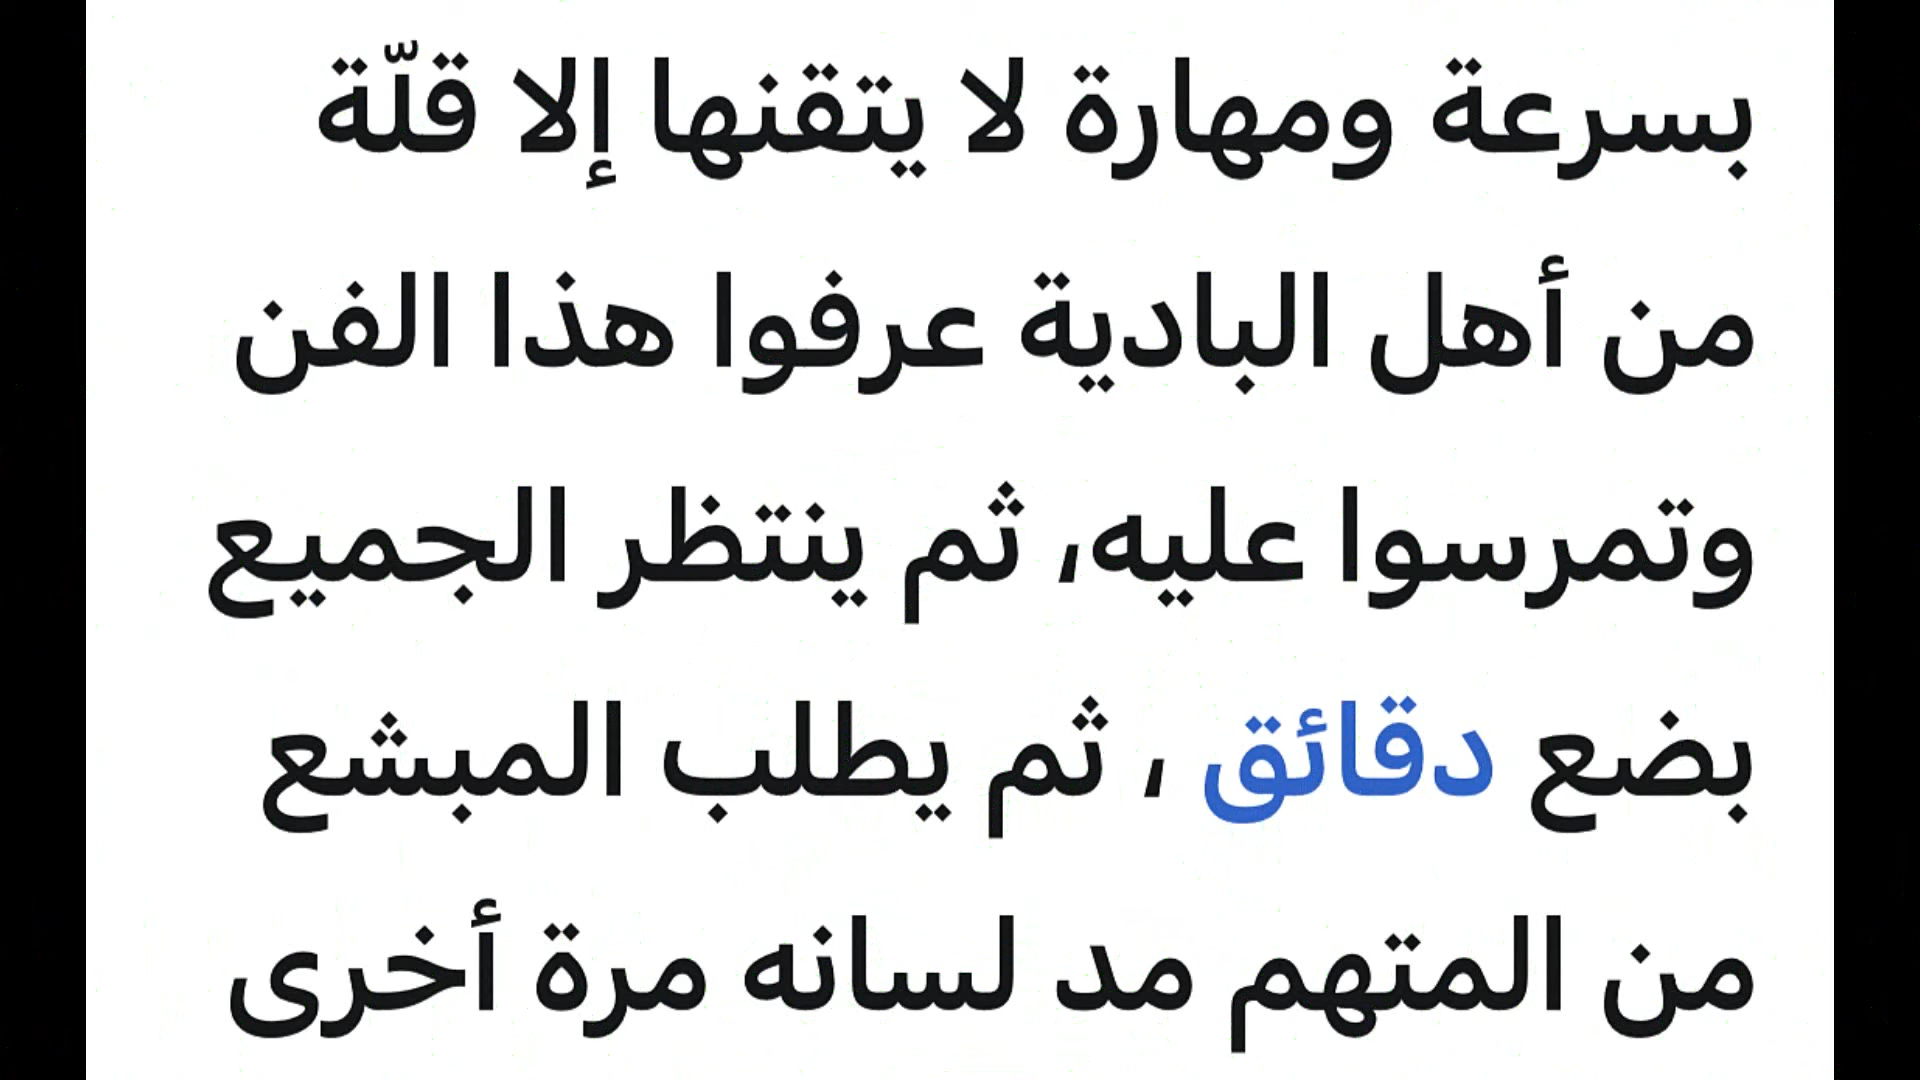 بسرعة ومهارة لا يتقنها إلا قلّة
من أهل البادية عرفوا هذا الفن
وتمرسوا عليه، ثم ينتظر الجميع
بضع دقائق ، ثم يطلب المبشع
من المتهم مد لسانه مرة أخرى